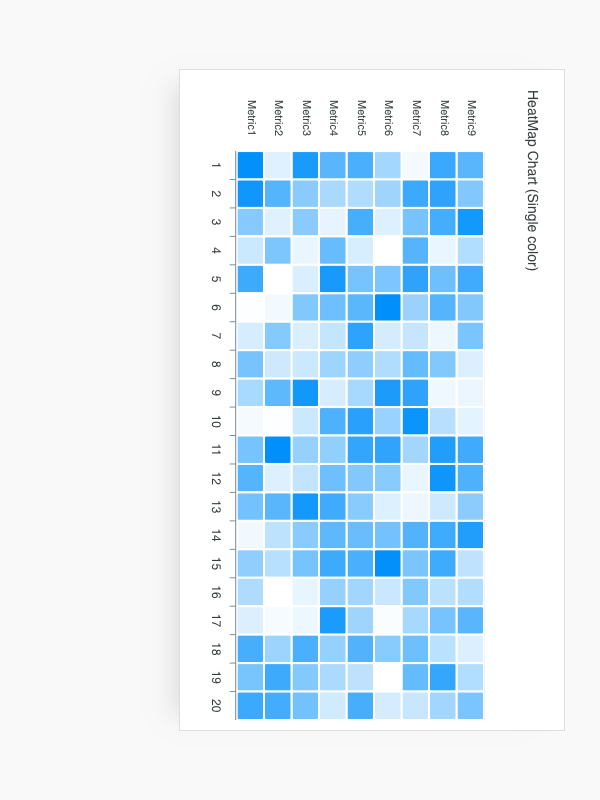 HeatMap Chart (Single color)
Metric9
Metric8
Metric7
Metric6
Metric5
Metric4
Metric3
Metric2
Metric1
1 2 3 4 5 6 7 8 9 10 11 12 13 14 15 16 17 18 19 20